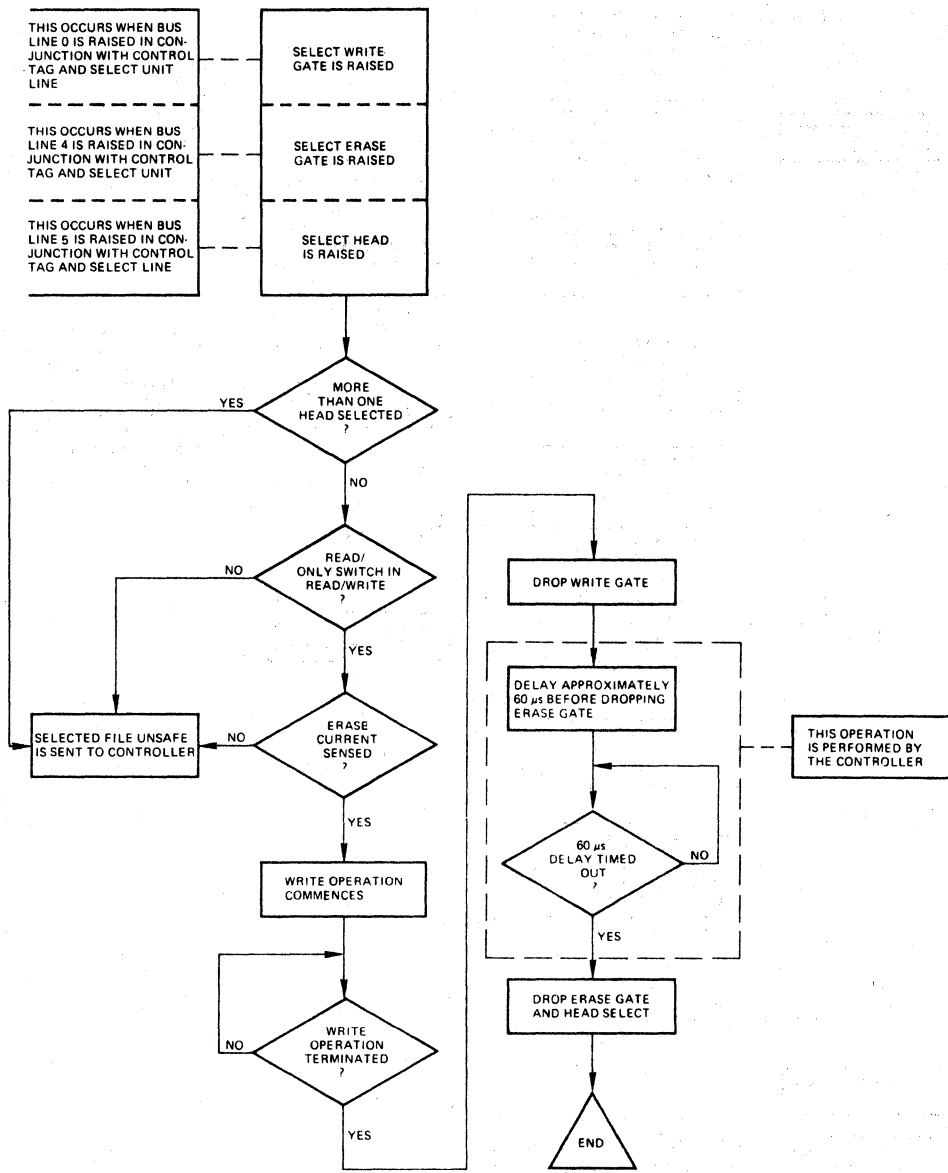 THIS OCCURS WHEN BUS
LINE 0 IS RAISED IN CON-
JUNCTION WITH CONTROL
TAG AND SELECT UNIT
LINE
SELECT WRITE
GATE IS RAISED
THIS OCCURS WHEN BUS
LINE 4 IS RAISED IN CON-
JUNCTION WITH CONTROL
TAG AND SELECT UNIT
SELECT ERASE
GATE IS RAISED
THIS OCCURS WHEN BUS
LINE 5 IS RAISED IN CON-
JUNCTION WITH CONTROL
TAG AND SELECT LINE
SELECT HEAD
IS RAISED
MORE
THAN ONE
HEAD SELECTED
?
YES
NO
READ/
ONLY SWITCH IN
READ/WRITE
?
NO
YES
ERASE
CURRENT
SENSED
?
NO
SELECTED FILE UNSAFE
IS SENT TO CONTROLLER
YES
WRITE OPERATION
COMMENCES
WRITE
OPERATION
TERMINATED
?
NO
YES
DROP WRITE GATE
DELAY APPROXIMATELY
60 µs BEFORE DROPPING
ERASE GATE
THIS OPERATION
IS PERFORMED BY
THE CONTROLLER
60 µs
DELAY TIMED
OUT
?
NO
YES
DROP ERASE GATE
AND HEAD SELECT
END